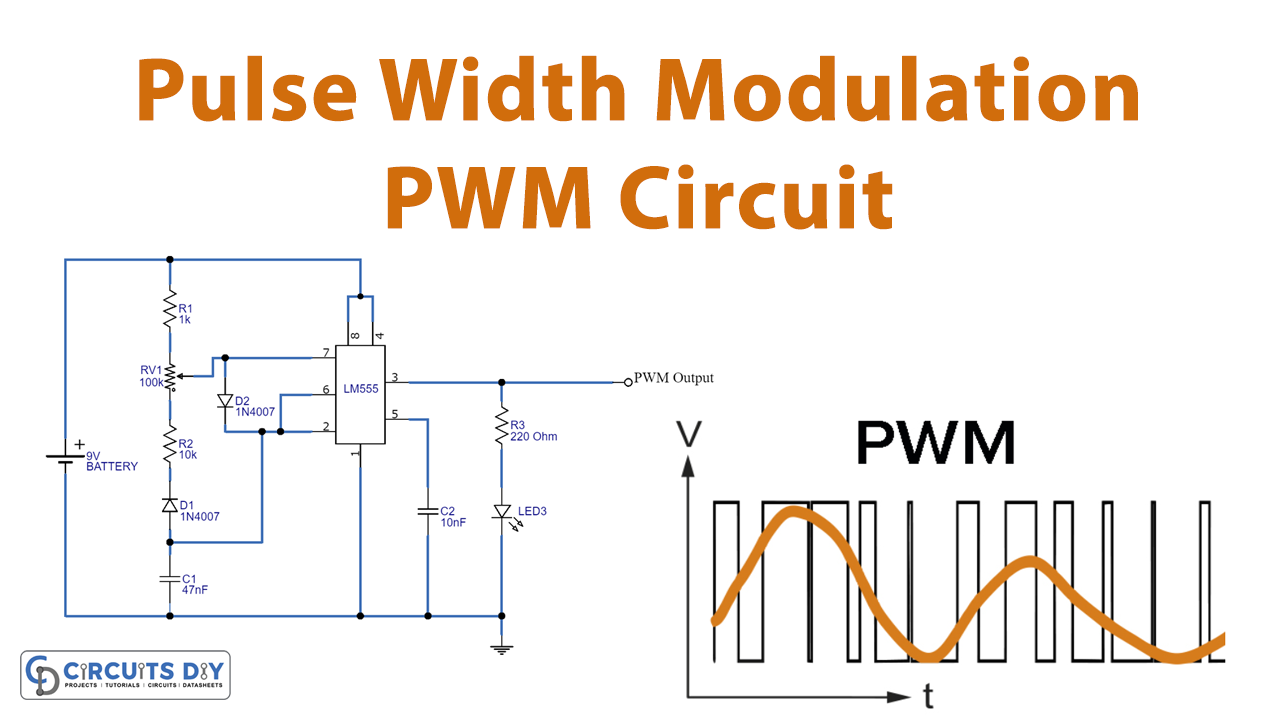 Pulse Width Modulation
PWM Circuit
R1
1k
RV1
100k
R2
10k
D1
1N4007
C1
47nF
9V
BATTERY
+
D2
1N4007
7
6
2
8
4
LM555
3
5
1
PWM Output
R3
220 Ohm
C2
10nF
LED3
V
PWM
t
CD CiRCUiTS DiY
PROJECTS | TUTORIALS | CIRCUITS | DATASHEETS